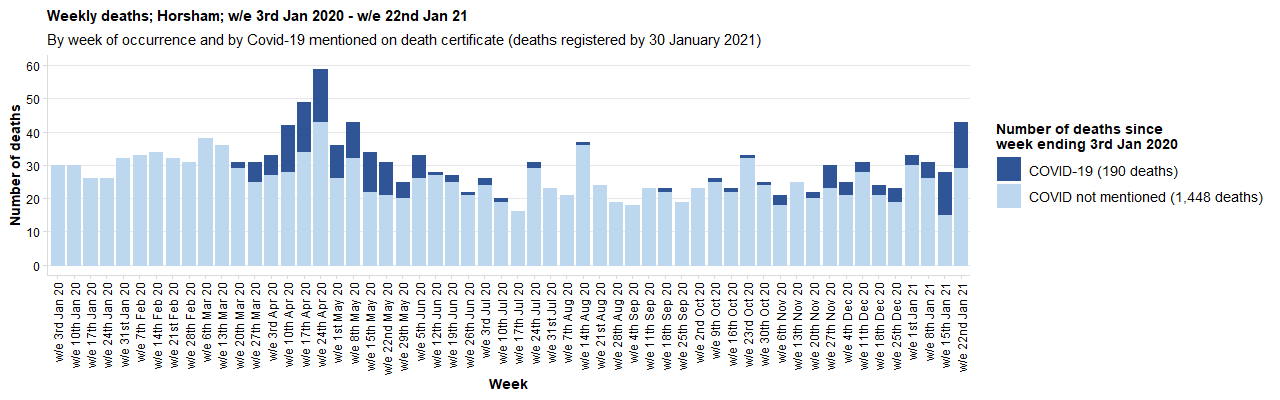 Weekly deaths; Horsham; w/e 3rd Jan 2020 - w/e 22nd Jan 21
By week of occurrence and by Covid-19 mentioned on death certificate (deaths registered by 30 January 2021)
Number of deaths
60
50
40
30
20
10
0
w/e 3rd Jan 20
w/e 10th Jan 20
w/e 17th Jan 20
w/e 24th Jan 20
w/e 31st Jan 20
w/e 7th Feb 20
w/e 14th Feb 20
w/e 21st Feb 20
w/e 28th Feb 20
w/e 6th Mar 20
w/e 13th Mar 20
w/e 20th Mar 20
w/e 27th Mar 20
w/e 3rd Apr 20
w/e 10th Apr 20
w/e 17th Apr 20
w/e 24th Apr 20
w/e 1st May 20
w/e 8th May 20
w/e 15th May 20
w/e 22nd May 20
w/e 29th May 20
w/e 5th Jun 20
w/e 12th Jun 20
w/e 19th Jun 20
w/e 26th Jun 20
w/e 3rd Jul 20
w/e 10th Jul 20
w/e 17th Jul 20
w/e 24th Jul 20
w/e 31st Jul 20
w/e 7th Aug 20
w/e 14th Aug 20
w/e 21st Aug 20
w/e 28th Aug 20
w/e 4th Sep 20
w/e 11th Sep 20
w/e 18th Sep 20
w/e 25th Sep 20
w/e 2nd Oct 20
w/e 9th Oct 20
w/e 16th Oct 20
w/e 23rd Oct 20
w/e 30th Oct 20
w/e 6th Nov 20
w/e 13th Nov 20
w/e 20th Nov 20
w/e 27th Nov 20
w/e 4th Dec 20
w/e 11th Dec 20
w/e 18th Dec 20
w/e 25th Dec 20
w/e 1st Jan 21
w/e 8th Jan 21
w/e 15th Jan 21
w/e 22nd Jan 21
Week
Number of deaths since
week ending 3rd Jan 2020
COVID-19 (190 deaths)
COVID not mentioned (1,448 deaths)